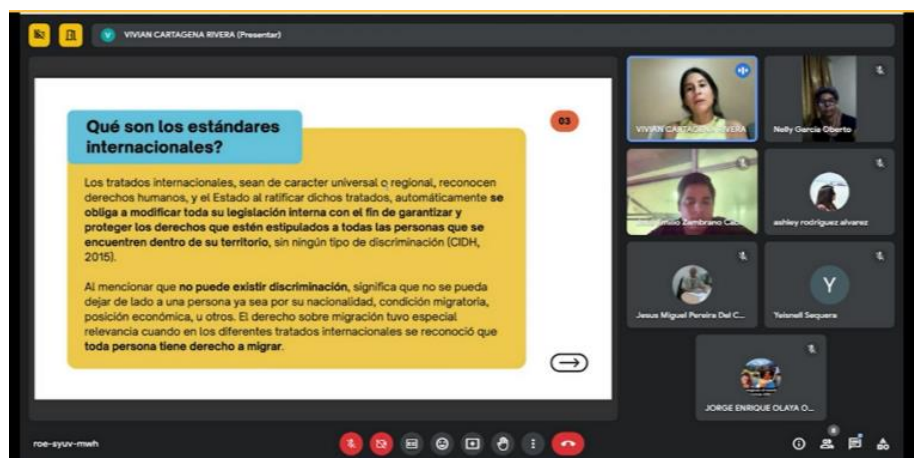 V VIVIAN CARTAGENA RIVERA (Presentar)
Qué son los estándares
internacionales?
03
Los tratados internacionales, sean de caracter universal o regional, reconocen
derechos humanos, y el Estado al ratificar dichos tratados, automáticamente se
obliga a modificar toda su legislación interna con el fin de garantizar y
proteger los derechos que estén estipulados a todas las personas que se
encuentren dentro de su territorio, sin ningún tipo de discriminación (CIDH,
2015).
Al mencionar que no puede existir discriminación, significa que no se pueda
dejar de lado a una persona ya sea por su nacionalidad, condición migratoria,
posición económica, u otros. El derecho sobre migración tuvo especial
relevancia cuando en los diferentes tratados internacionales se reconoció que
toda persona tiene derecho a migrar.
VIVIAN CARTAGENA RIVERA
Nelly Garcia Oberto
Zambrano
ashley rodriguez alvarez
Jesus Miguel Pereira Del C...
Y
Yeisnell Sequera
JORGE ENRIQUE OLAYA O...
roe-syuv-mwh
8